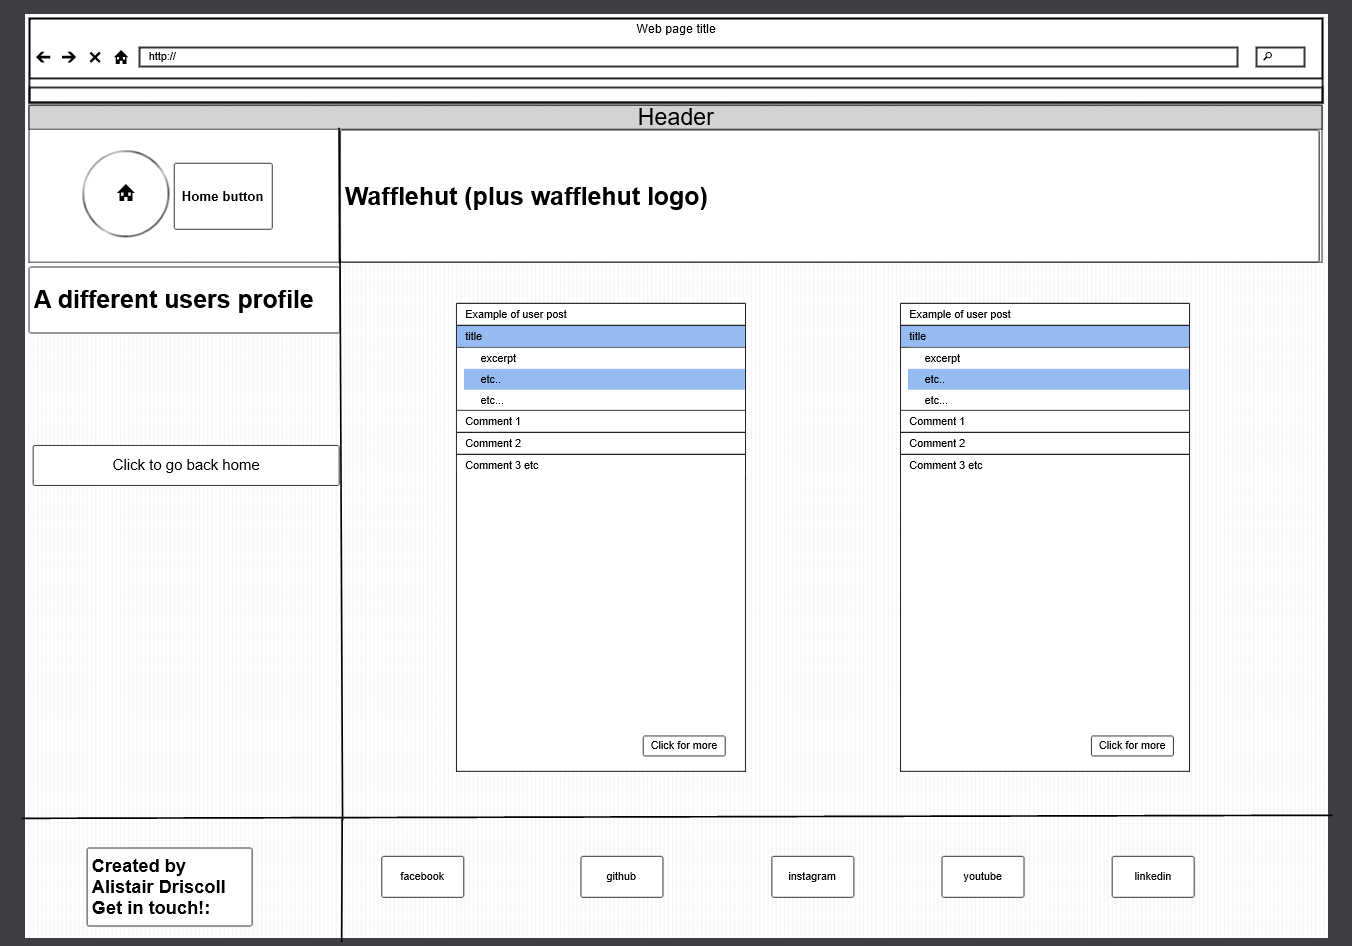 Web page title
http://
Header
Home button
Wafflehut (plus wafflehut logo)
A different users profile
Click to go back home
Example of user post
title
excerpt
etc..
etc...
Comment 1
Comment 2
Comment 3 etc
Click for more
Example of user post
title
excerpt
etc..
etc...
Comment 1
Comment 2
Comment 3 etc
Click for more
Created by
Alistair Driscoll
Get in touch!:
facebook
github
instagram
youtube
linkedin